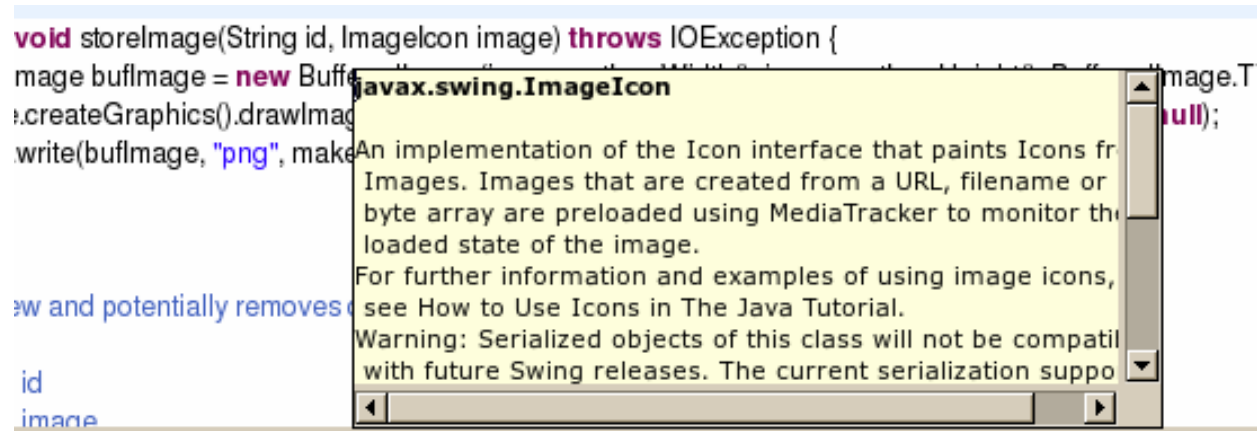 void storeImage(String id, ImageIcon image) throws IOException {
mage bufImage = new Buffe mage.T
.createGraphics().drawImag ull);
.write(bufImage, "png", make
javax.swing.ImageIcon
An implementation of the Icon interface that paints Icons fr
Images. Images that are created from a URL, filename or
byte array are preloaded using MediaTracker to monitor the
loaded state of the image.
For further information and examples of using image icons,
see How to Use Icons in The Java Tutorial.
Warning: Serialized objects of this class will not be compatil
with future Swing releases. The current serialization suppo
ew and potentially removes
id
image